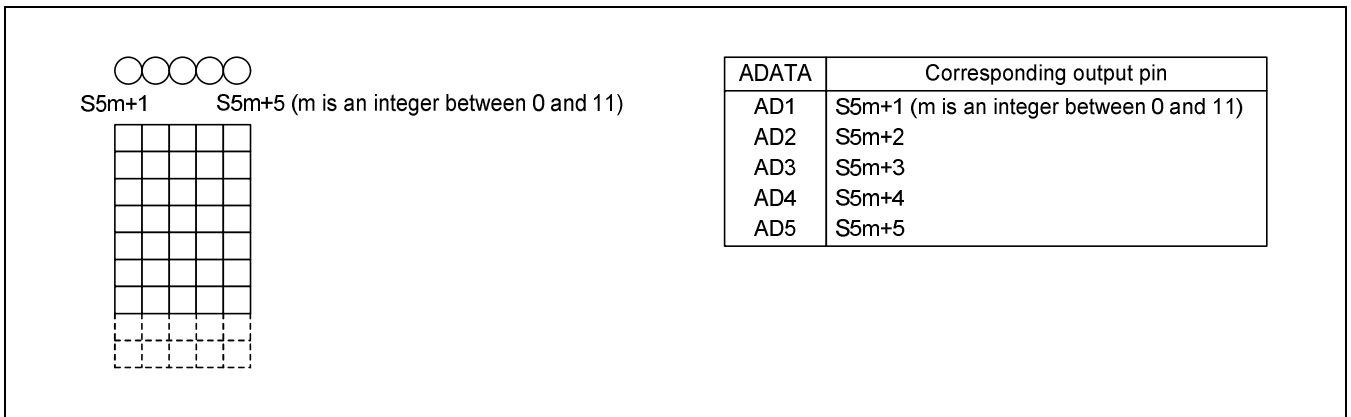 S5m+1 S5m+5 (m is an integer between 0 and 11)
ADATA Corresponding output pin
AD1 S5m+1 (m is an integer between 0 and 11)
AD2 S5m+2
AD3 S5m+3
AD4 S5m+4
AD5 S5m+5